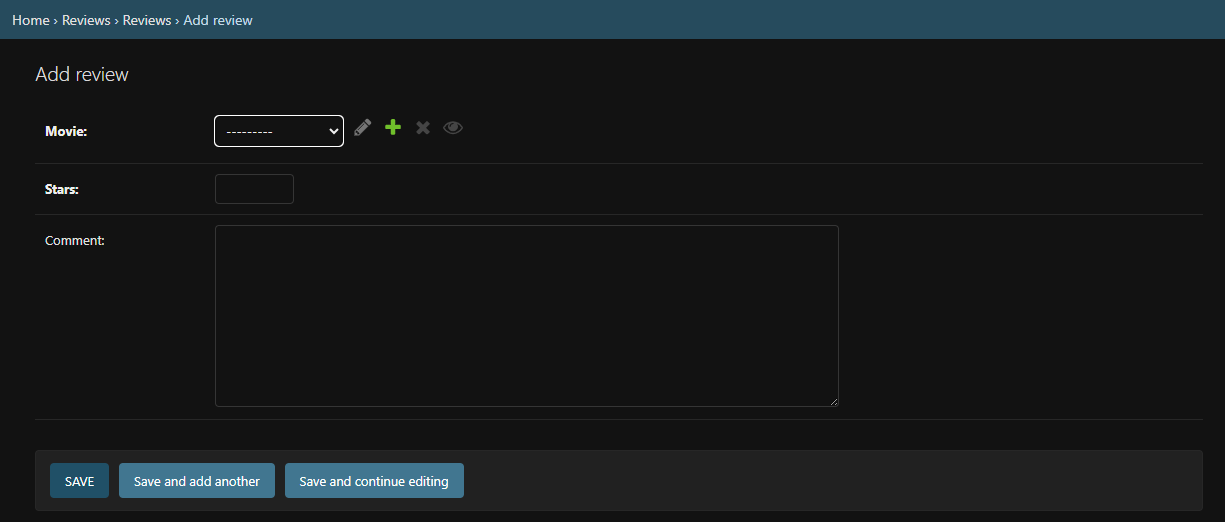 Home › Reviews › Reviews › Add review
Add review
Movie:
---------
Stars:
Comment:
SAVE
Save and add another
Save and continue editing